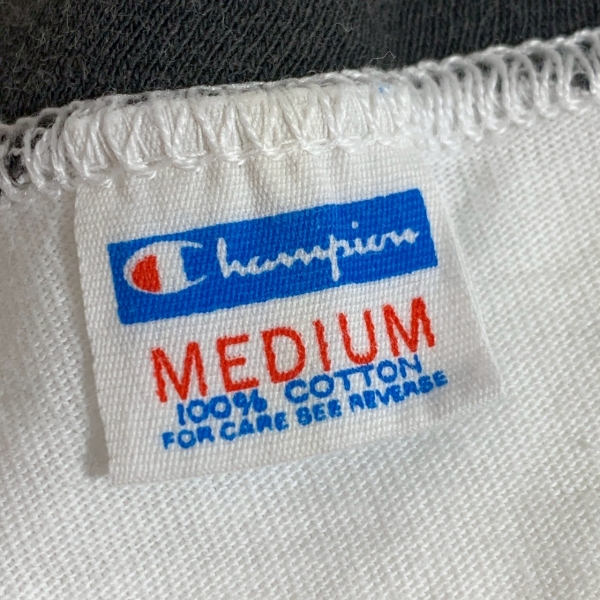 Champion
MEDIUM
100% COTTON
FOR CARE SEE REVERSE